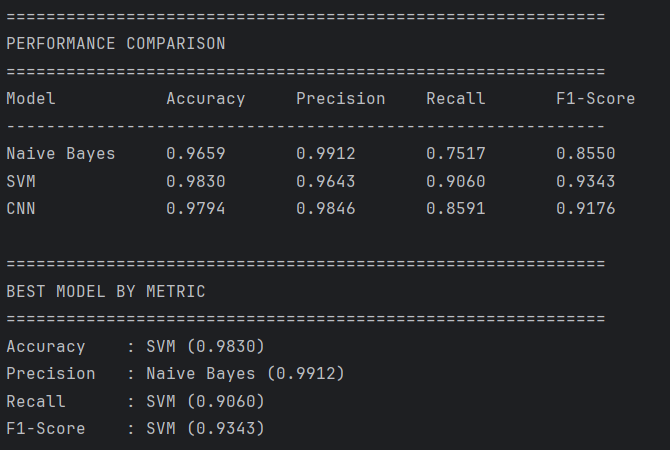 ============================================================
PERFORMANCE COMPARISON
============================================================
Model           Accuracy     Precision    Recall       F1-Score
------------------------------------------------------------
Naive Bayes     0.9659       0.9912       0.7517       0.8550
SVM             0.9830       0.9643       0.9060       0.9343
CNN             0.9794       0.9846       0.8591       0.9176

============================================================
BEST MODEL BY METRIC
============================================================
Accuracy    : SVM (0.9830)
Precision   : Naive Bayes (0.9912)
Recall      : SVM (0.9060)
F1-Score    : SVM (0.9343)